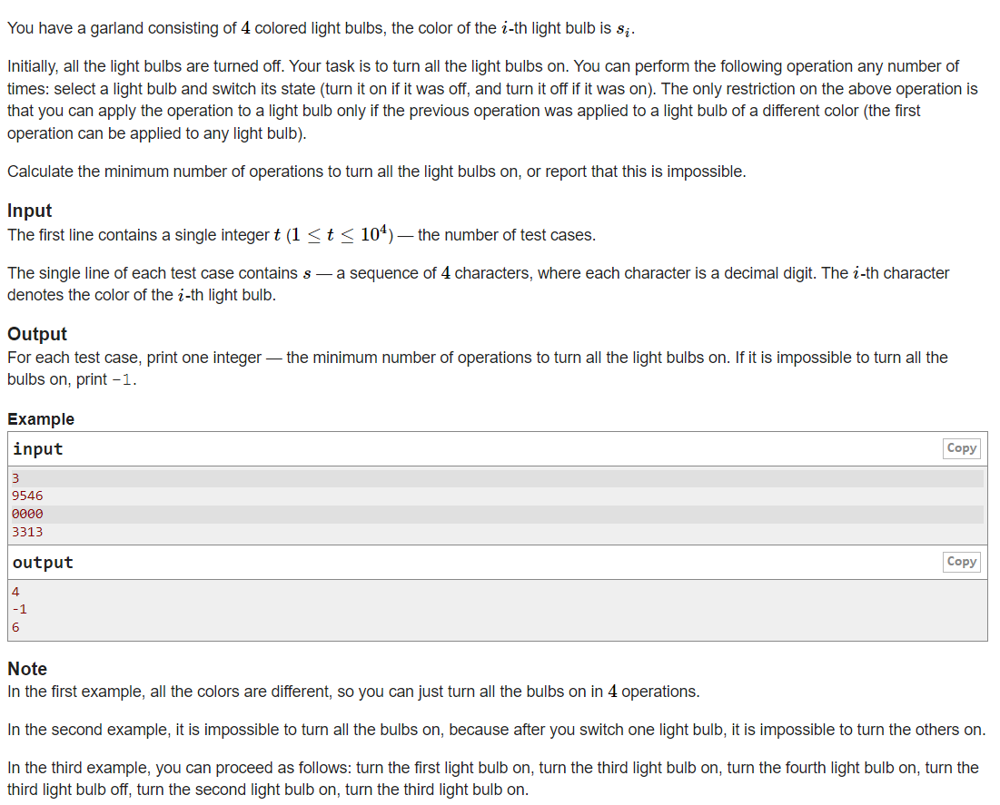 You have a garland consisting of 4 colored light bulbs, the color of the i-th light bulb is s_i.
Initially, all the light bulbs are turned off. Your task is to turn all the light bulbs on. You can perform the following operation any number of
times: select a light bulb and switch its state (turn it on if it was off, and turn it off if it was on). The only restriction on the above operation is
that you can apply the operation to a light bulb only if the previous operation was applied to a light bulb of a different color (the first
operation can be applied to any light bulb).
Calculate the minimum number of operations to turn all the light bulbs on, or report that this is impossible.
Input
The first line contains a single integer t (1 ≤ t ≤ 10^4) — the number of test cases.
The single line of each test case contains s — a sequence of 4 characters, where each character is a decimal digit. The i-th character
denotes the color of the i-th light bulb.
Output
For each test case, print one integer — the minimum number of operations to turn all the light bulbs on. If it is impossible to turn all the
bulbs on, print -1.
Example
input
Copy
3
9546
0000
3313
output
Copy
4
-1
6
Note
In the first example, all the colors are different, so you can just turn all the bulbs on in 4 operations.
In the second example, it is impossible to turn all the bulbs on, because after you switch one light bulb, it is impossible to turn the others on.
In the third example, you can proceed as follows: turn the first light bulb on, turn the third light bulb on, turn the fourth light bulb on, turn the
third light bulb off, turn the second light bulb on, turn the third light bulb on.